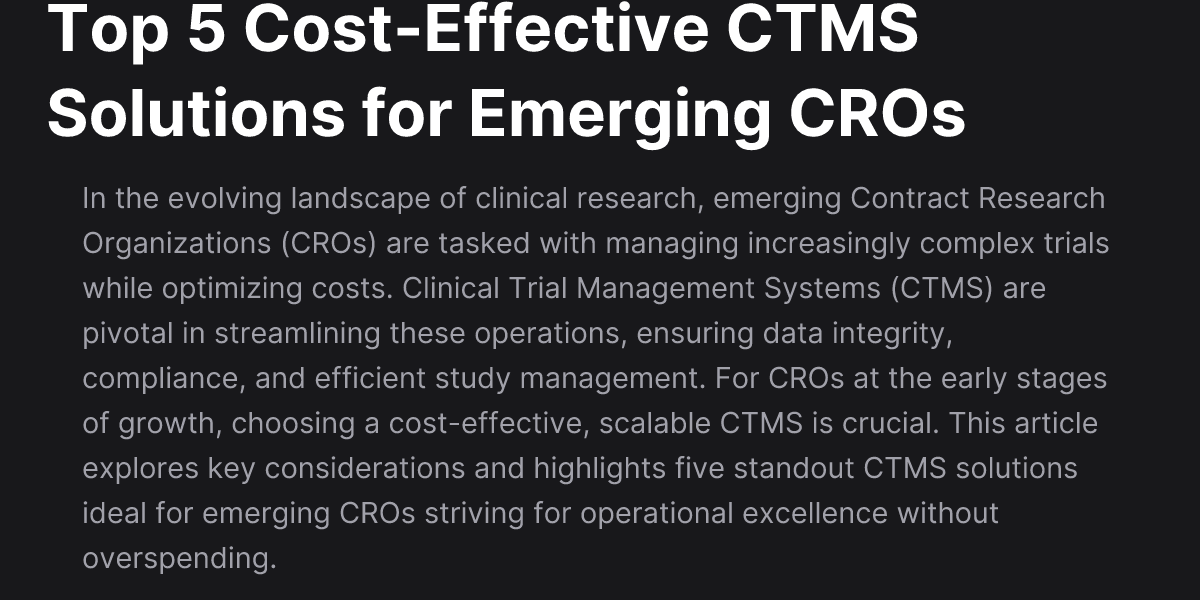 Top 5 Cost-Effective CTMS
Solutions for Emerging CROs
In the evolving landscape of clinical research, emerging Contract Research
Organizations (CROs) are tasked with managing increasingly complex trials
while optimizing costs. Clinical Trial Management Systems (CTMS) are
pivotal in streamlining these operations, ensuring data integrity,
compliance, and efficient study management. For CROs at the early stages
of growth, choosing a cost-effective, scalable CTMS is crucial. This article
explores key considerations and highlights five standout CTMS solutions
ideal for emerging CROs striving for operational excellence without
overspending.